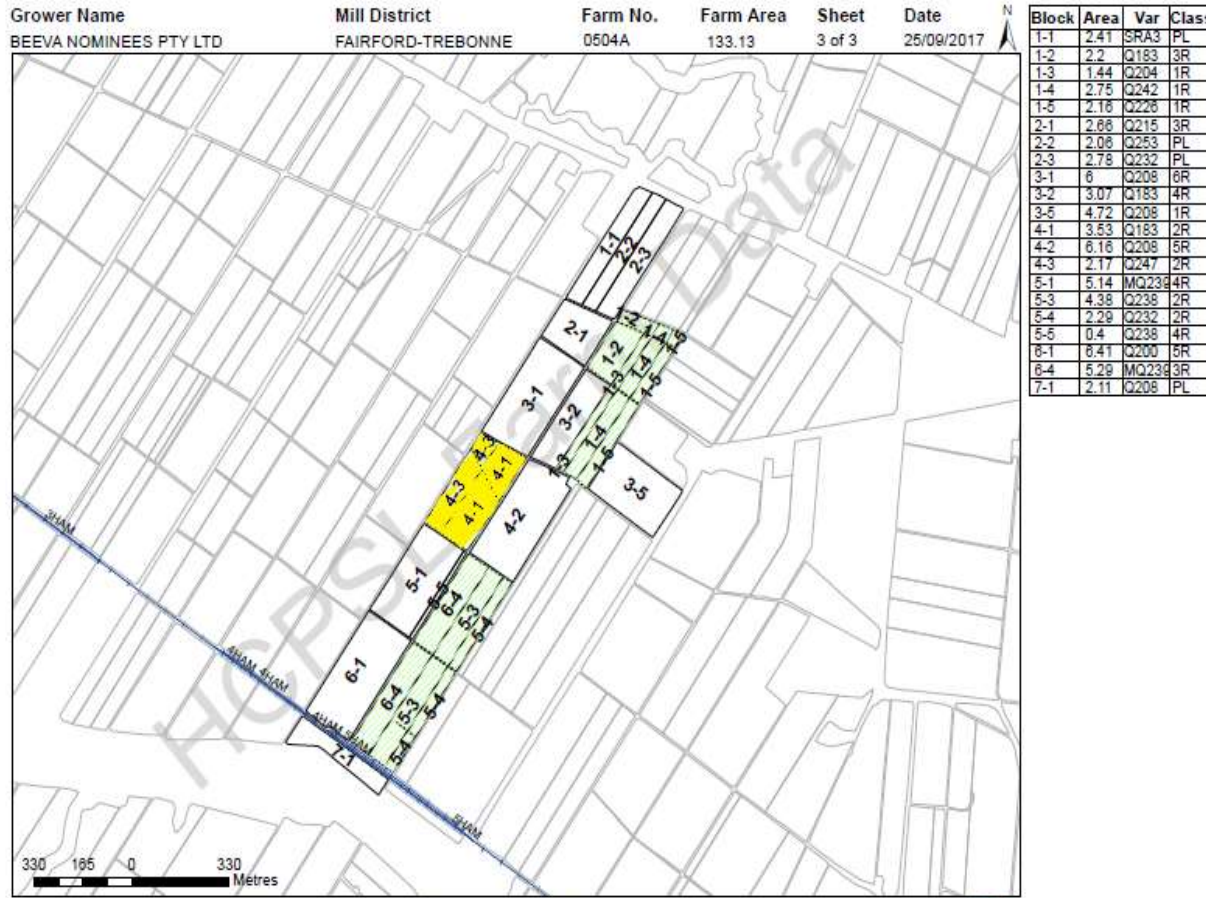 Grower Name Mill District Farm No. Farm Area Sheet Date N
BEEVA NOMINEES PTY LTD FAIRFORD-TREBONNE 0504A 133.13 3 of 3 25/09/2017
Block Area Var Class
1-1 2.41 SRA3 PL
1-2 2.2 Q183 3R
1-3 1.44 Q204 1R
1-4 2.75 Q242 1R
1-5 2.16 Q226 1R
2-1 2.66 Q215 3R
2-2 2.06 Q253 PL
2-3 2.78 Q232 PL
3-1 6 Q208 6R
3-2 3.07 Q183 4R
3-5 4.72 Q208 1R
4-1 3.53 Q183 2R
4-2 6.16 Q208 5R
4-3 2.17 Q247 2R
5-1 5.14 MQ239 4R
5-3 4.38 Q238 2R
5-4 2.29 Q232 2R
5-5 0.4 Q238 4R
6-1 6.41 Q200 5R
6-4 5.29 MQ239 3R
7-1 2.11 Q208 PL
1-1
2-2
2-3
1-2
1-4
1-5
2-1
1-2
1-4
1-3
1-5
3-1
3-2
1-4
1-3
1-5
3-5
4-3
4-1
4-3
4-1
4-2
5-1
5-5
6-4
5-3
5-4
6-1
6-4
5-3
5-4
5-4
7-1
3HAM
4HAM 4HAM
4HAM 5HAM
5HAM
HCPSL Farm Data
330 165 0 330
Metres